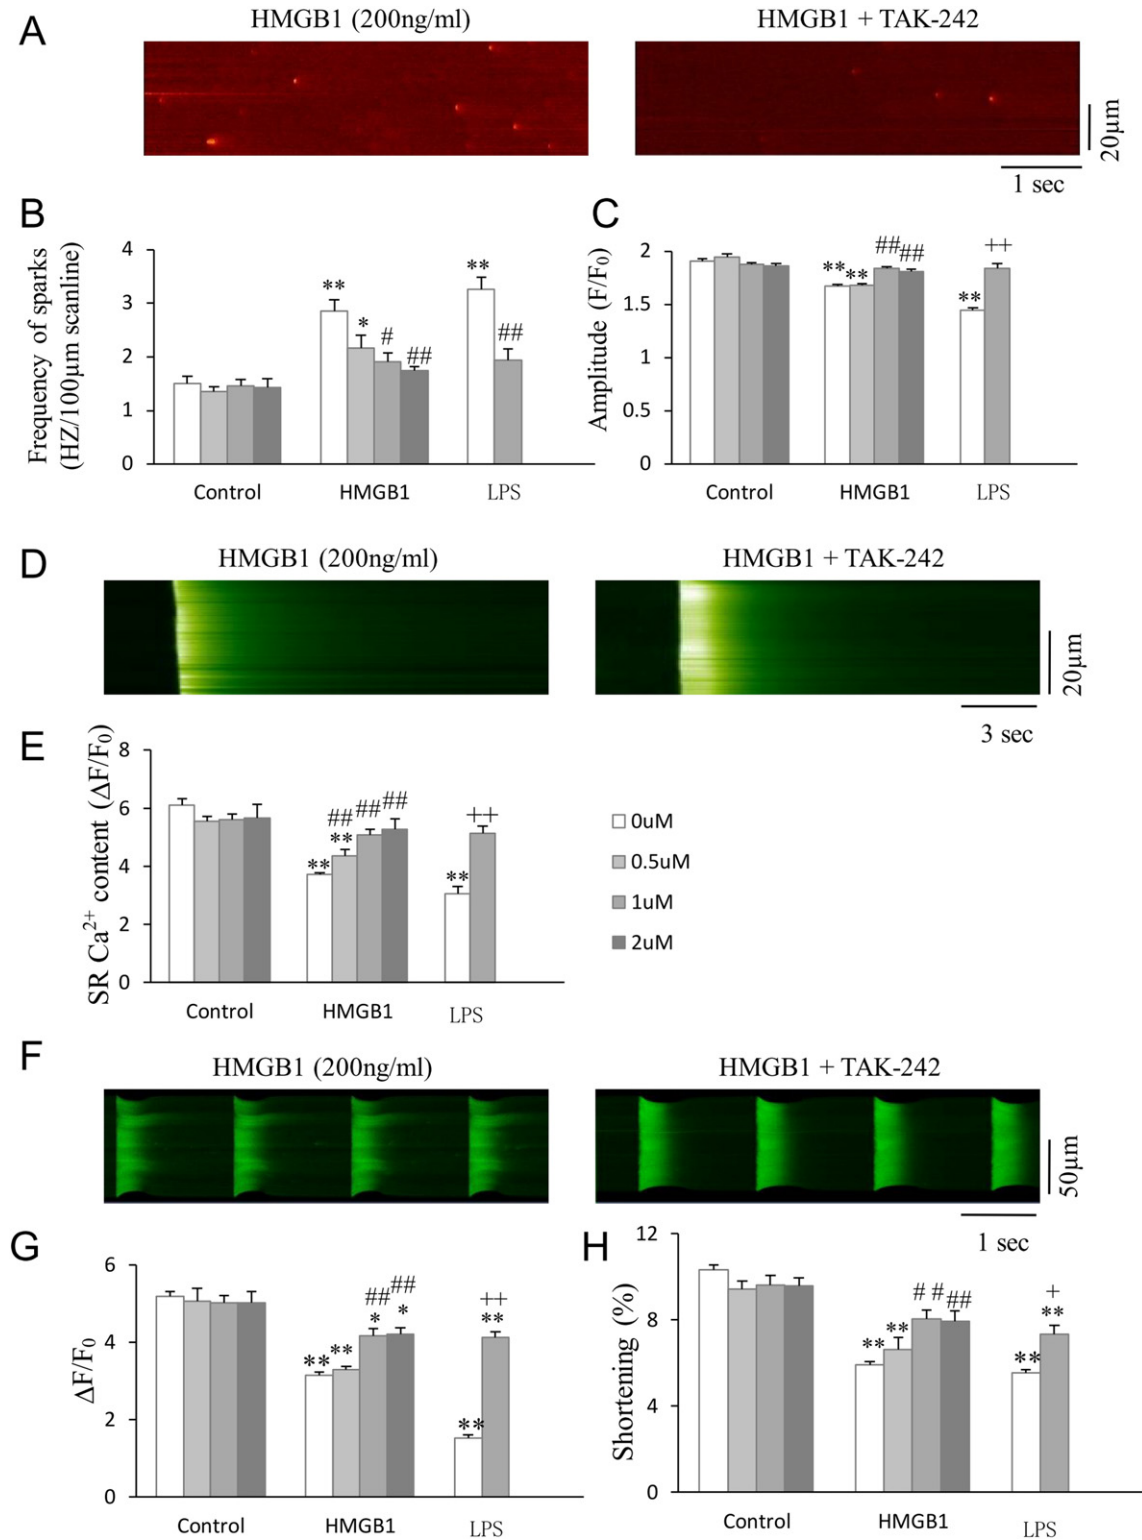 A
HMGB1 (200ng/ml)
HMGB1 + TAK-242
20μm
1 sec
B
Frequency of sparks
(HZ/100μm scanline)
4
3
2
1
0
**
*
#
##
**
##
Control
HMGB1
LPS
C
Amplitude (F/F₀)
2
1.5
1
0.5
0
**
**
##
##
**
++
Control
HMGB1
LPS
D
HMGB1 (200ng/ml)
HMGB1 + TAK-242
20μm
3 sec
E
SR Ca²⁺ content (ΔF/F₀)
8
6
4
2
0
**
##
**
##
##
**
++
Control
HMGB1
LPS
0uM
0.5uM
1uM
2uM
F
HMGB1 (200ng/ml)
HMGB1 + TAK-242
50μm
1 sec
G
ΔF/F₀
6
4
2
0
**
**
##
*
##
*
**
++
**
Control
HMGB1
LPS
H
Shortening (%)
12
8
4
0
**
**
# #
##
**
+
**
Control
HMGB1
LPS